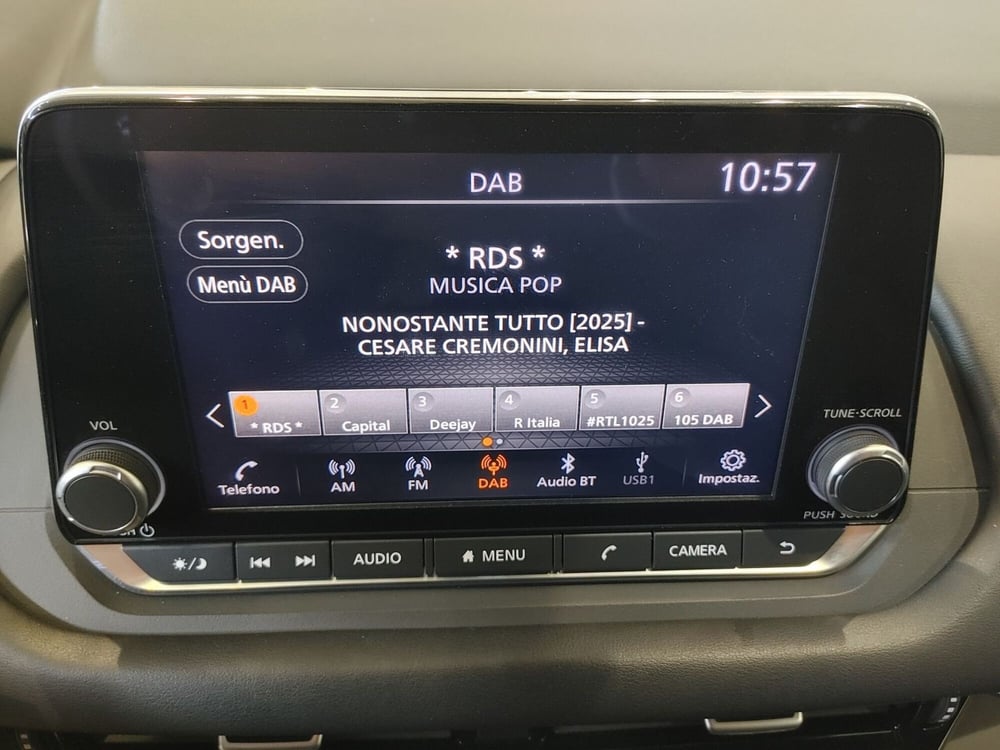 DAB
10:57
Sorgen.
Menù DAB
* RDS *
MUSICA POP
NONOSTANTE TUTTO [2025] -
CESARE CREMONINI, ELISA
1 2 3 4 5 6
* RDS * Capital Deejay R Italia #RTL1025 105 DAB
Telefono AM FM DAB Audio BT USB1 Impostaz.
VOL
TUNE·SCROLL
PUSH SOUND
AUDIO MENU CAMERA